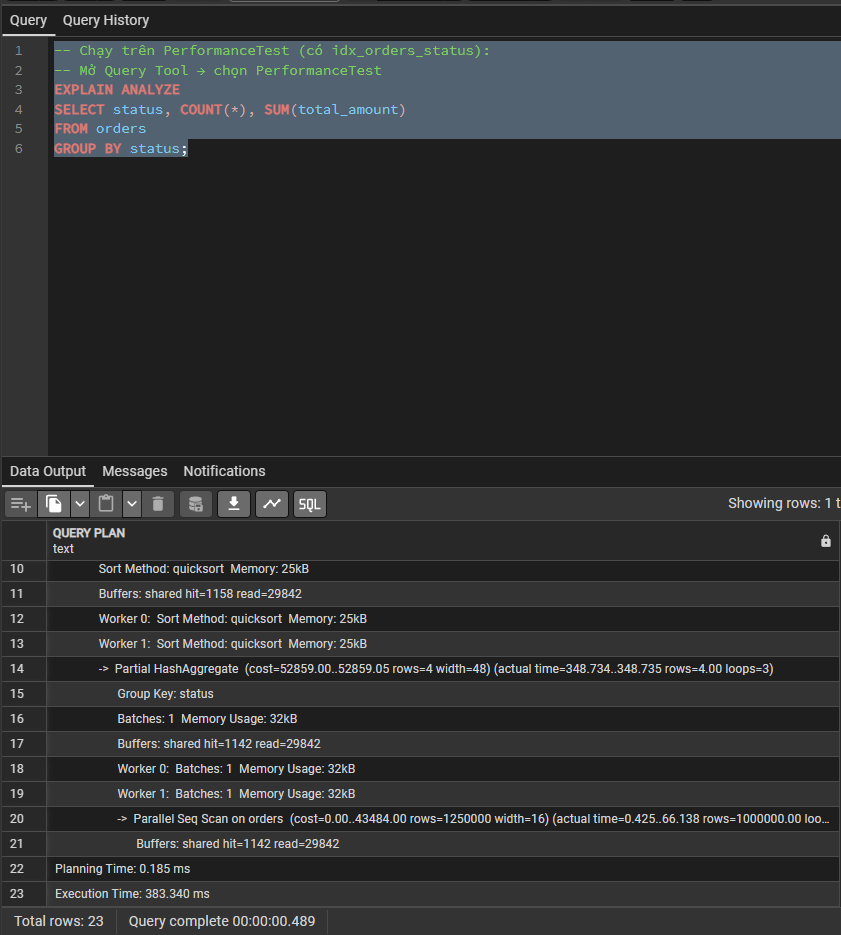 Query Query History
1 -- Chạy trên PerformanceTest (có idx_orders_status):
2 -- Mở Query Tool → chọn PerformanceTest
3 EXPLAIN ANALYZE
4 SELECT status, COUNT(*), SUM(total_amount)
5 FROM orders
6 GROUP BY status;
Data Output Messages Notifications
SQL Showing rows: 1 t
QUERY PLAN
text
10 Sort Method: quicksort Memory: 25kB
11 Buffers: shared hit=1158 read=29842
12 Worker 0: Sort Method: quicksort Memory: 25kB
13 Worker 1: Sort Method: quicksort Memory: 25kB
14 -> Partial HashAggregate (cost=52859.00..52859.05 rows=4 width=48) (actual time=348.734..348.735 rows=4.00 loops=3)
15 Group Key: status
16 Batches: 1 Memory Usage: 32kB
17 Buffers: shared hit=1142 read=29842
18 Worker 0: Batches: 1 Memory Usage: 32kB
19 Worker 1: Batches: 1 Memory Usage: 32kB
20 -> Parallel Seq Scan on orders (cost=0.00..43484.00 rows=1250000 width=16) (actual time=0.425..66.138 rows=1000000.00 loo...
21 Buffers: shared hit=1142 read=29842
22 Planning Time: 0.185 ms
23 Execution Time: 383.340 ms
Total rows: 23 Query complete 00:00:00.489